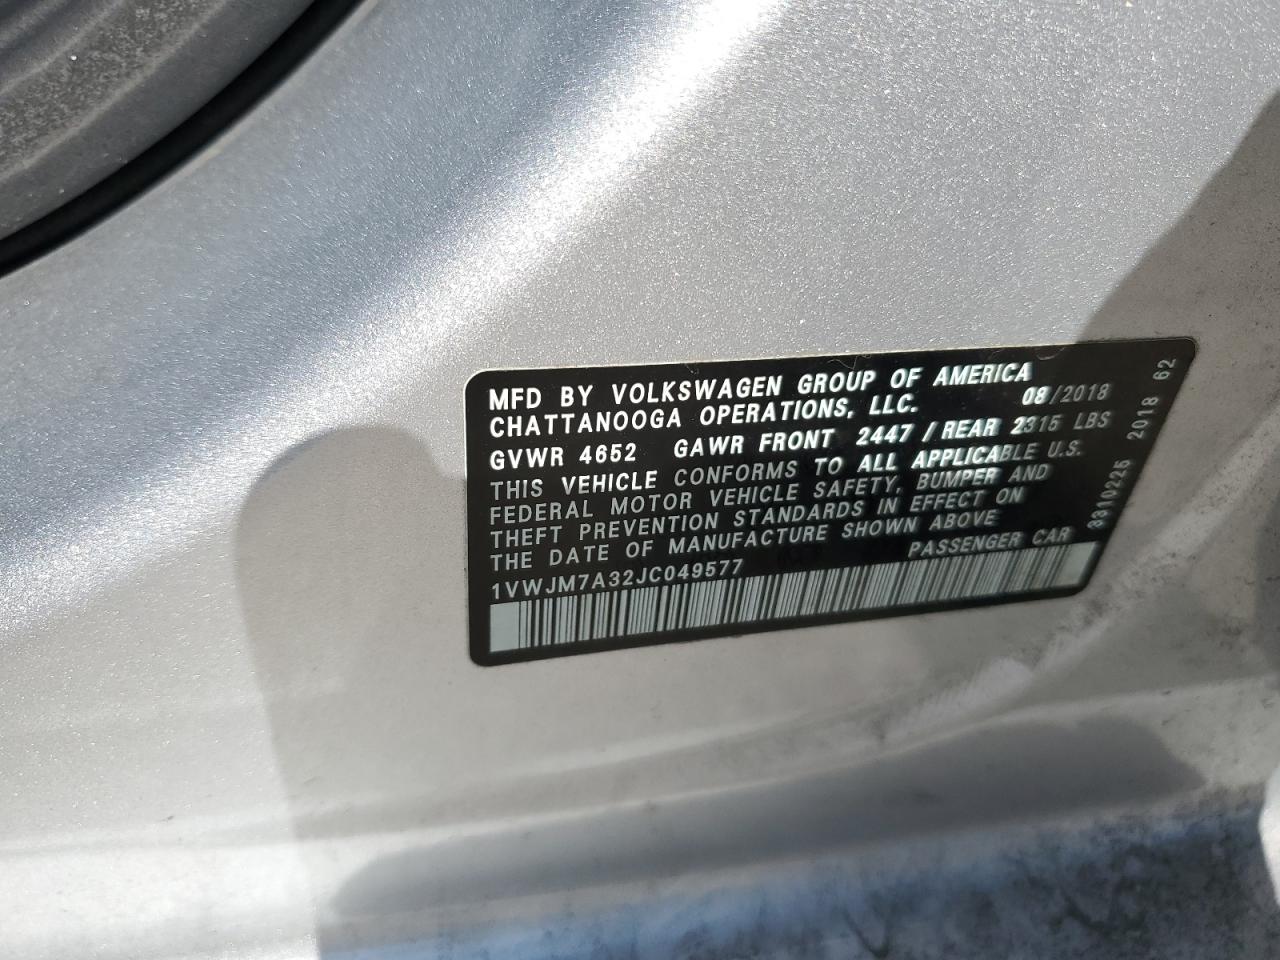 MFD BY VOLKSWAGEN GROUP OF AMERICA
CHATTANOOGA OPERATIONS, LLC. 08/2018
GVWR 4652 GAWR FRONT 2447 / REAR 2315 LBS
THIS VEHICLE CONFORMS TO ALL APPLICABLE U.S.
FEDERAL MOTOR VEHICLE SAFETY, BUMPER AND
THEFT PREVENTION STANDARDS IN EFFECT ON
THE DATE OF MANUFACTURE SHOWN ABOVE
1VWJM7A32JC049577 PASSENGER CAR
3310225 2018 62